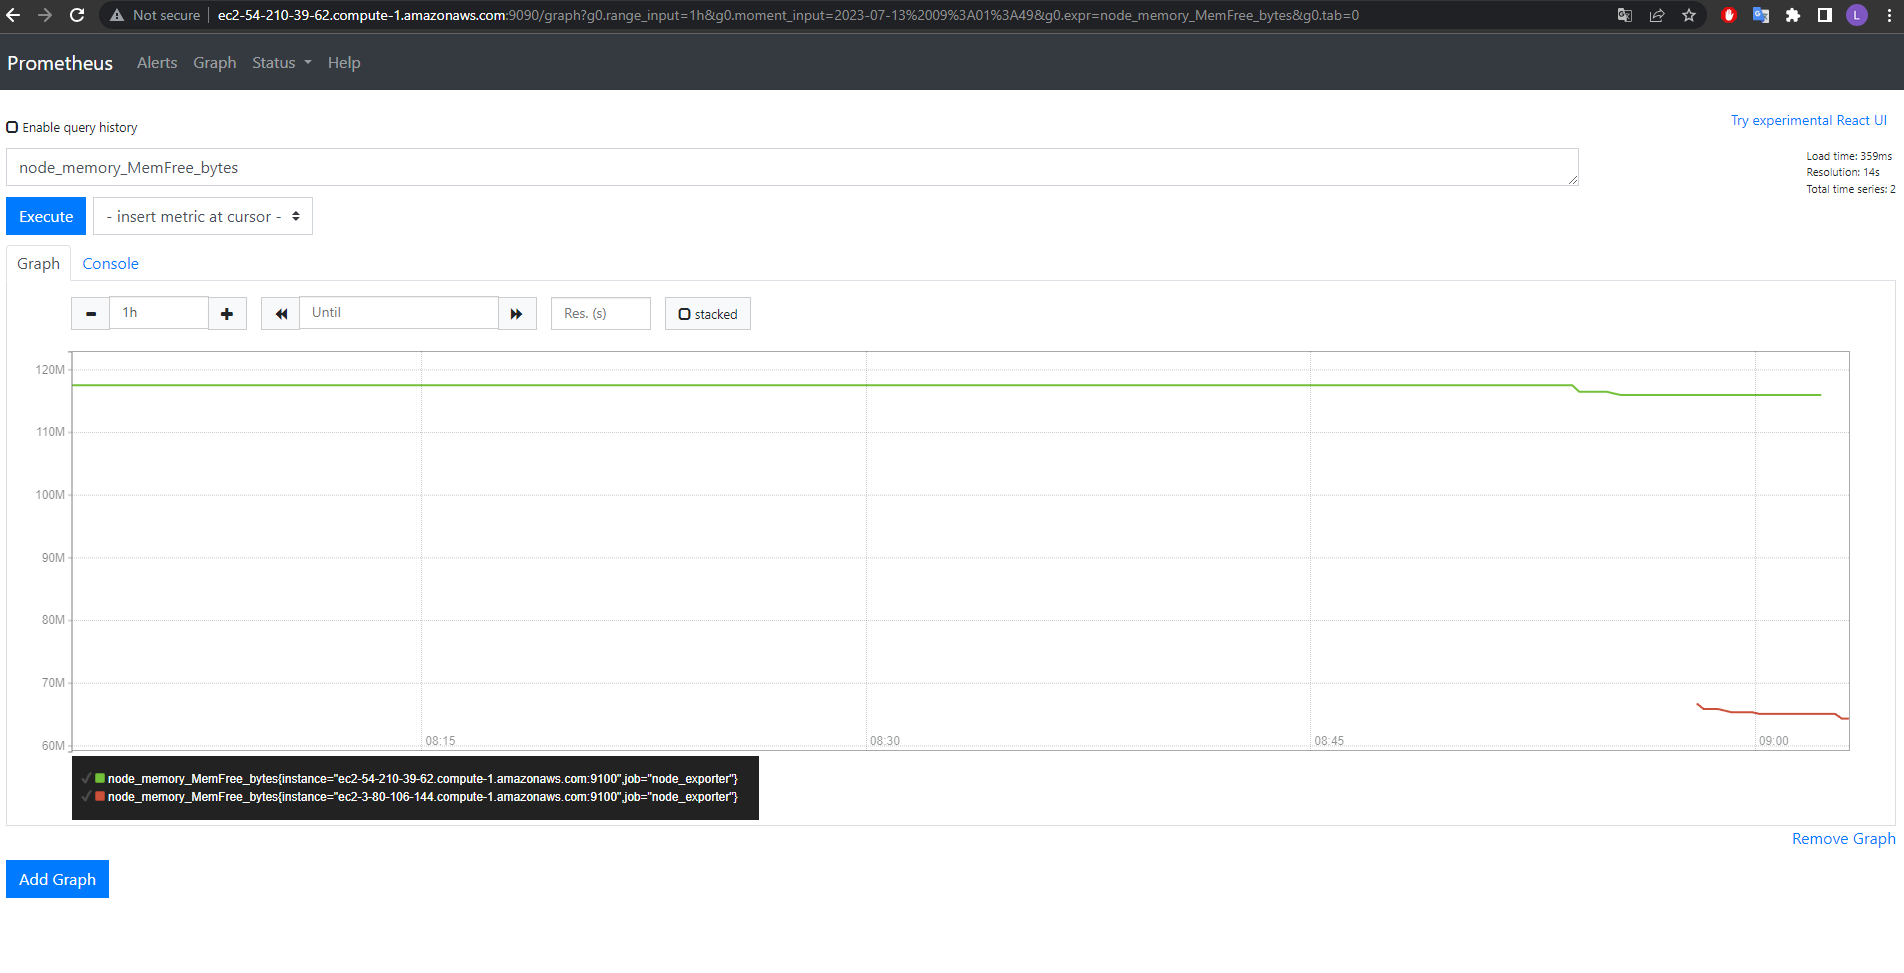 Not secure ec2-54-210-39-62.compute-1.amazonaws.com:9090/graph?g0.range_input=1h&g0.moment_input=2023-07-13%2009%3A01%3A49&g0.expr=node_memory_MemFree_bytes&g0.tab=0 L
Prometheus Alerts Graph Status Help
Enable query history
Try experimental React UI
node_memory_MemFree_bytes
Load time: 359ms
Resolution: 14s
Total time series: 2
Execute - insert metric at cursor -
Graph Console
1h Until Res. (s) stacked
120M
110M
100M
90M
80M
70M
60M
08:15 08:30 08:45 09:00
node_memory_MemFree_bytes{instance="ec2-54-210-39-62.compute-1.amazonaws.com:9100",job="node_exporter"}
node_memory_MemFree_bytes{instance="ec2-3-80-106-144.compute-1.amazonaws.com:9100",job="node_exporter"}
Remove Graph
Add Graph